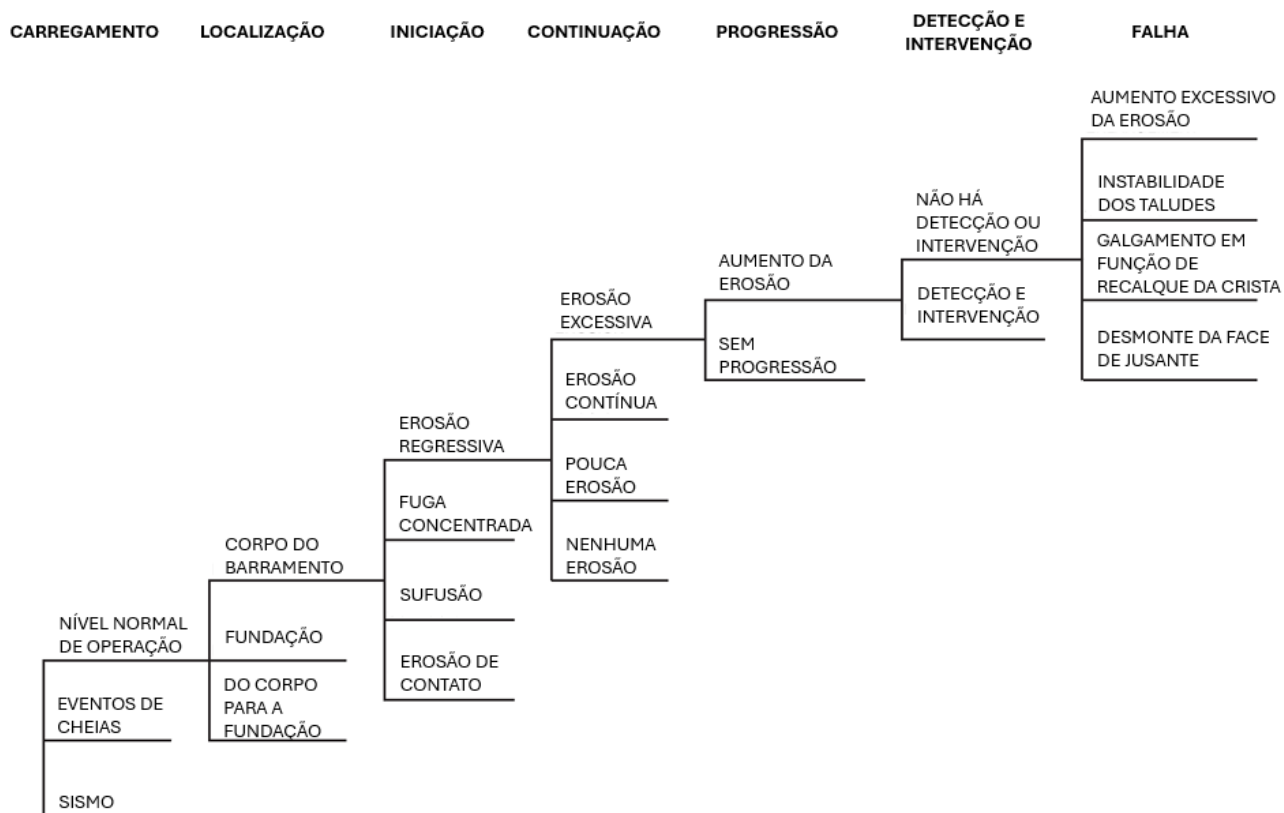 CARREGAMENTO
LOCALIZAÇÃO
INICIAÇÃO
CONTINUAÇÃO
PROGRESSÃO
DETECÇÃO E
INTERVENÇÃO
FALHA
NÍVEL NORMAL
DE OPERAÇÃO
EVENTOS DE
CHEIAS
SISMO
CORPO DO
BARRAMENTO
FUNDAÇÃO
DO CORPO
PARA A
FUNDAÇÃO
EROSÃO
REGRESSIVA
FUGA
CONCENTRADA
SUFUSÃO
EROSÃO DE
CONTATO
EROSÃO
EXCESSIVA
EROSÃO
CONTÍNUA
POUCA
EROSÃO
NENHUMA
EROSÃO
AUMENTO DA
EROSÃO
SEM
PROGRESSÃO
NÃO HÁ
DETECÇÃO OU
INTERVENÇÃO
DETECÇÃO E
INTERVENÇÃO
AUMENTO EXCESSIVO
DA EROSÃO
INSTABILIDADE
DOS TALUDES
GALGAMENTO EM
FUNÇÃO DE
RECALQUE DA CRISTA
DESMONTE DA FACE
DE JUSANTE